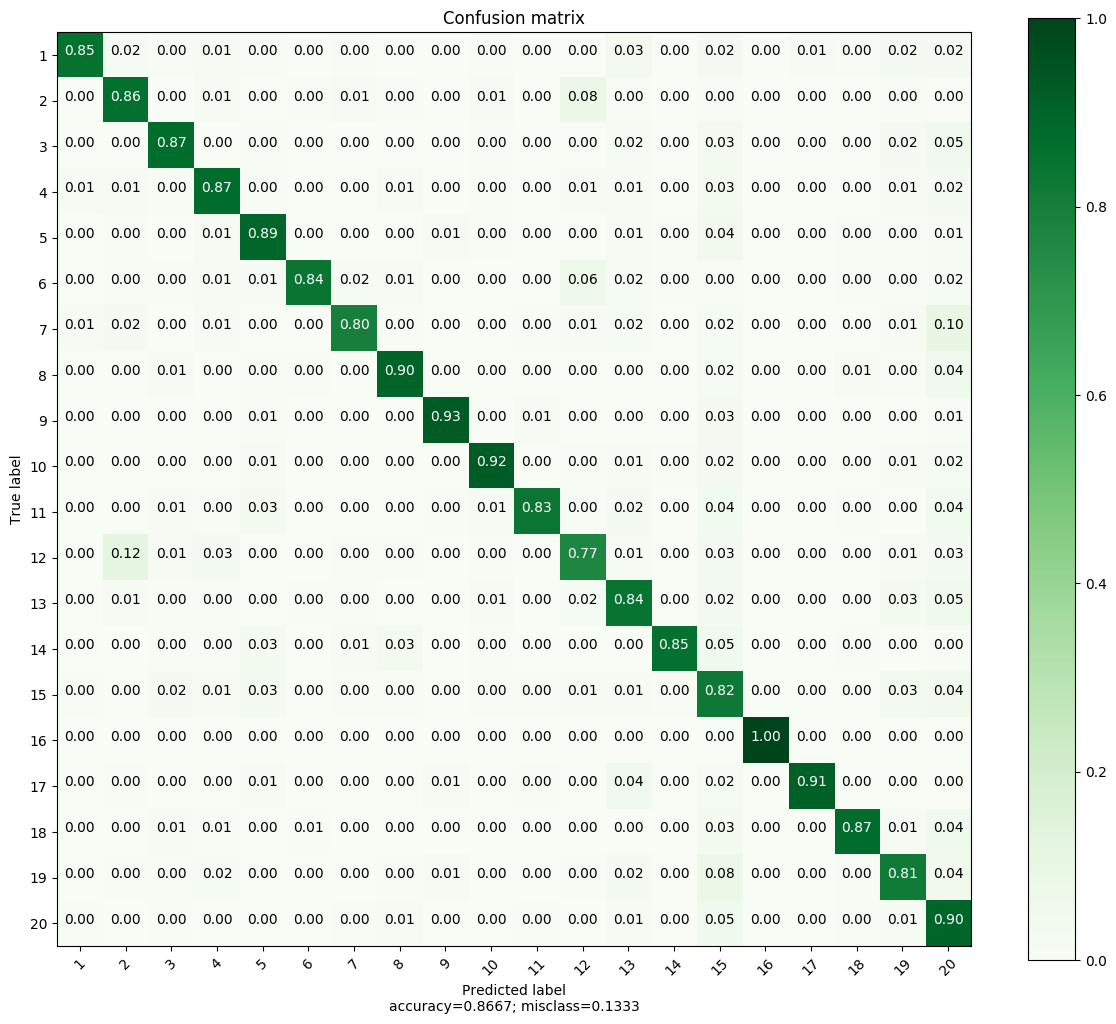 Confusion matrix
1 0.85 0.02 0.00 0.01 0.00 0.00 0.00 0.00 0.00 0.00 0.00 0.00 0.03 0.00 0.02 0.00 0.01 0.00 0.02 0.02
2 0.00 0.86 0.00 0.01 0.00 0.00 0.01 0.00 0.00 0.01 0.00 0.08 0.00 0.00 0.00 0.00 0.00 0.00 0.00 0.00
3 0.00 0.00 0.87 0.00 0.00 0.00 0.00 0.00 0.00 0.00 0.00 0.00 0.02 0.00 0.03 0.00 0.00 0.00 0.02 0.05
4 0.01 0.01 0.00 0.87 0.00 0.00 0.00 0.01 0.00 0.00 0.00 0.01 0.01 0.00 0.03 0.00 0.00 0.00 0.01 0.02
5 0.00 0.00 0.00 0.01 0.89 0.00 0.00 0.00 0.01 0.00 0.00 0.00 0.01 0.00 0.04 0.00 0.00 0.00 0.00 0.01
6 0.00 0.00 0.00 0.01 0.01 0.84 0.02 0.01 0.00 0.00 0.00 0.06 0.02 0.00 0.00 0.00 0.00 0.00 0.00 0.02
7 0.01 0.02 0.00 0.01 0.00 0.00 0.80 0.00 0.00 0.00 0.00 0.01 0.02 0.00 0.02 0.00 0.00 0.00 0.01 0.10
8 0.00 0.00 0.01 0.00 0.00 0.00 0.00 0.90 0.00 0.00 0.00 0.00 0.00 0.00 0.02 0.00 0.00 0.01 0.00 0.04
9 0.00 0.00 0.00 0.00 0.01 0.00 0.00 0.00 0.93 0.00 0.01 0.00 0.00 0.00 0.03 0.00 0.00 0.00 0.00 0.01
10 0.00 0.00 0.00 0.00 0.01 0.00 0.00 0.00 0.00 0.92 0.00 0.00 0.01 0.00 0.02 0.00 0.00 0.00 0.01 0.02
11 0.00 0.00 0.01 0.00 0.03 0.00 0.00 0.00 0.00 0.01 0.83 0.00 0.02 0.00 0.04 0.00 0.00 0.00 0.00 0.04
12 0.00 0.12 0.01 0.03 0.00 0.00 0.00 0.00 0.00 0.00 0.00 0.77 0.01 0.00 0.03 0.00 0.00 0.00 0.01 0.03
13 0.00 0.01 0.00 0.00 0.00 0.00 0.00 0.00 0.00 0.01 0.00 0.02 0.84 0.00 0.02 0.00 0.00 0.00 0.03 0.05
14 0.00 0.00 0.00 0.00 0.03 0.00 0.01 0.03 0.00 0.00 0.00 0.00 0.00 0.85 0.05 0.00 0.00 0.00 0.00 0.00
15 0.00 0.00 0.02 0.01 0.03 0.00 0.00 0.00 0.00 0.00 0.00 0.01 0.01 0.00 0.82 0.00 0.00 0.00 0.03 0.04
16 0.00 0.00 0.00 0.00 0.00 0.00 0.00 0.00 0.00 0.00 0.00 0.00 0.00 0.00 0.00 1.00 0.00 0.00 0.00 0.00
17 0.00 0.00 0.00 0.00 0.01 0.00 0.00 0.00 0.01 0.00 0.00 0.00 0.04 0.00 0.02 0.00 0.91 0.00 0.00 0.00
18 0.00 0.00 0.01 0.01 0.00 0.01 0.00 0.00 0.00 0.00 0.00 0.00 0.00 0.00 0.03 0.00 0.00 0.87 0.01 0.04
19 0.00 0.00 0.00 0.02 0.00 0.00 0.00 0.00 0.01 0.00 0.00 0.00 0.02 0.00 0.08 0.00 0.00 0.00 0.81 0.04
20 0.00 0.00 0.00 0.00 0.00 0.00 0.00 0.01 0.00 0.00 0.00 0.00 0.01 0.00 0.05 0.00 0.00 0.00 0.01 0.90
True label
1 2 3 4 5 6 7 8 9 10 11 12 13 14 15 16 17 18 19 20
Predicted label
accuracy=0.8667; misclass=0.1333
1.0
0.8
0.6
0.4
0.2
0.0